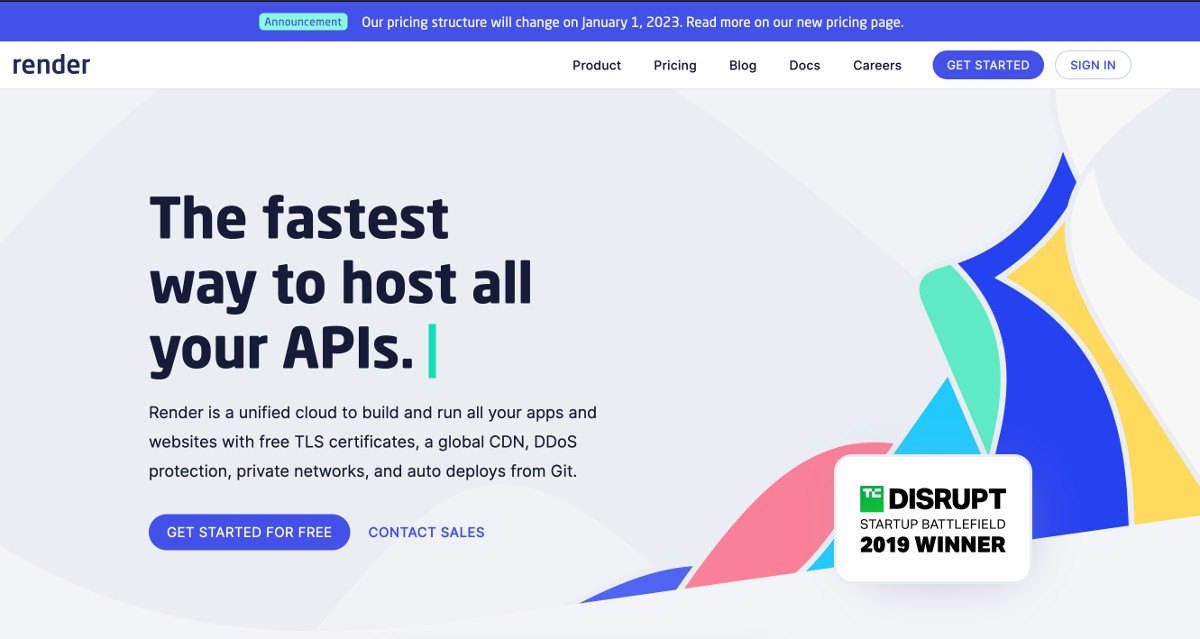 Announcement Our pricing structure will change on January 1, 2023. Read more on our new pricing page.
render Product Pricing Blog Docs Careers GET STARTED SIGN IN
The fastest
way to host all
your APIs.
Render is a unified cloud to build and run all your apps and
websites with free TLS certificates, a global CDN, DDoS
protection, private networks, and auto deploys from Git.
GET STARTED FOR FREE CONTACT SALES
TC DISRUPT
STARTUP BATTLEFIELD
2019 WINNER